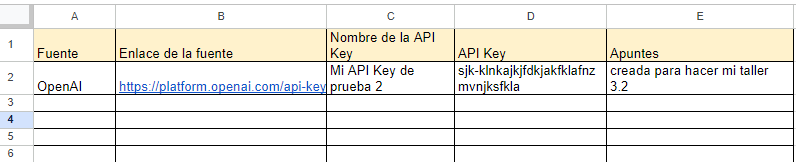 A B C D E
1 Fuente Enlace de la fuente Nombre de la API Key API Key Apuntes
2 OpenAI https://platform.openai.com/api-key Mi API Key de prueba 2 sjk-klnkajkjfdkjakfklafnzmvnjksfkla creada para hacer mi taller 3.2
3
4
5
6